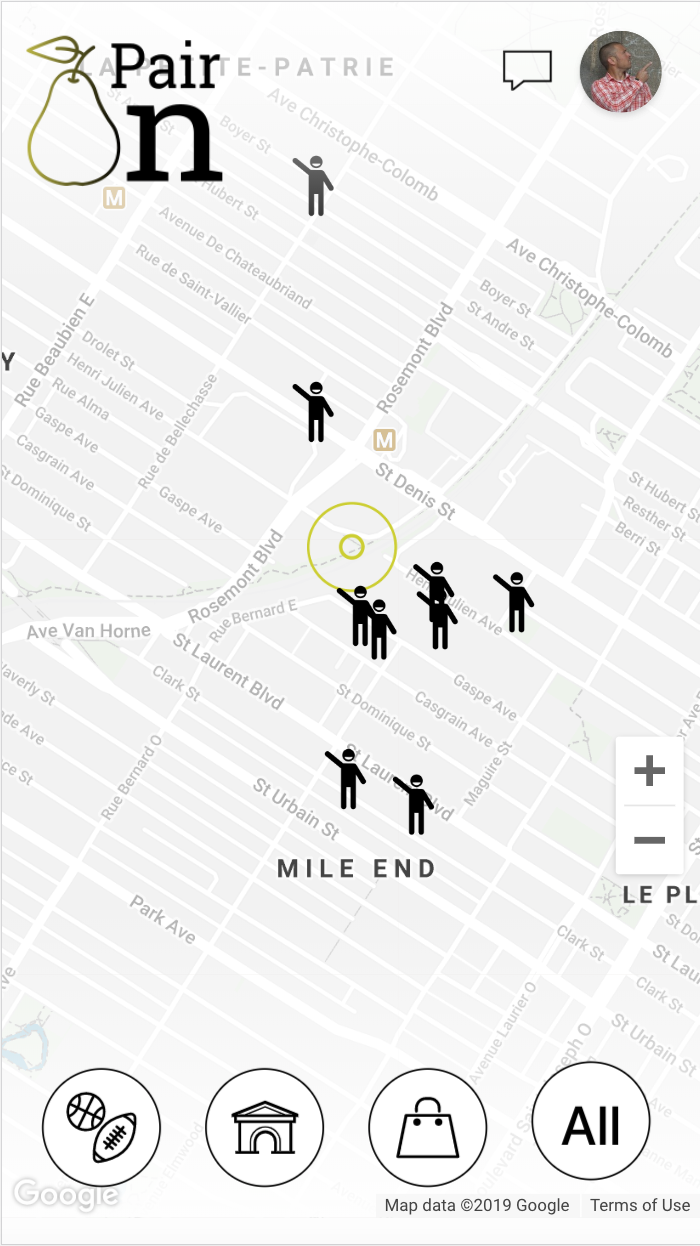 Pair
On
LA PETITE-PATRIE
Ave Christophe-Colomb
Boyer St
M
Hubert St
Avenue De Chateaubriand
Rue de Saint-Vallier
Ave Christophe-Colomb
Boyer St
St Andre St
Rosemont Blvd
Rue Beaubien E
Y
Drolet St
Henri Julien Ave
Rue Alma
Gaspe Ave
Casgrain Ave
St Dominique St
Rue de Bellechasse
Gaspe Ave
M
St Denis St
St Hubert St
Resther St
Berri St
Rosemont Blvd
Rue Bernard E
Henri Julien Ave
Ave Van Horne
St Laurent Blvd
Clark St
Waverly St
Rue Bernard O
Gaspe Ave
Casgrain Ave
St Dominique St
Maguire St
St Laurent Blvd
St Urbain St
+
−
MILE END
LE PL
Park Ave
Clark St
St Lau
Clark St
St Urbain St
Avenue Laurier O
Ave
All
Google
Map data ©2019 Google
Terms of Use